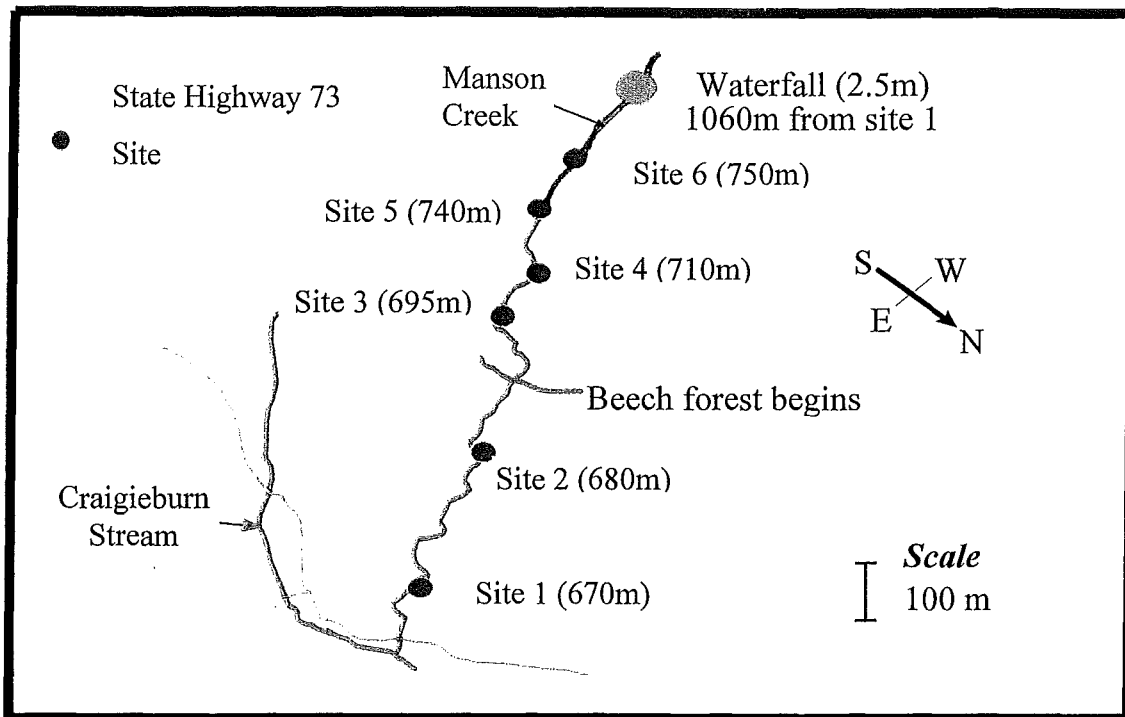 State Highway 73
Site
Manson
Creek
Waterfall (2.5m)
1060m from site 1
Site 6 (750m)
Site 5 (740m)
Site 4 (710m)
Site 3 (695m)
S
W
E
N
Beech forest begins
Site 2 (680m)
Craigieburn
Stream
Site 1 (670m)
Scale
100 m